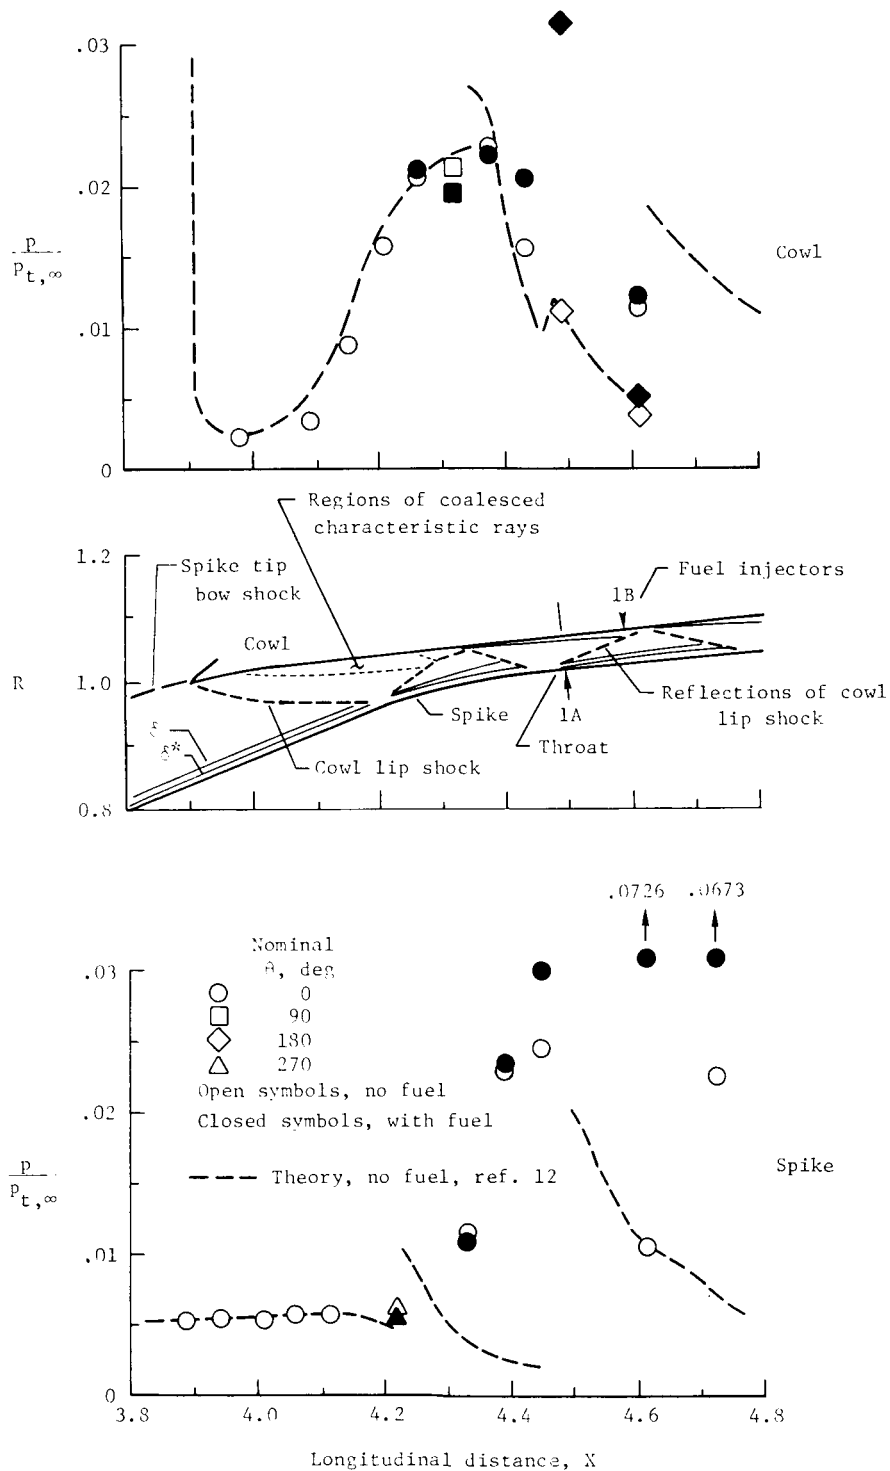 .03
.02
.01
0
p
p t,∞
Cowl
Regions of coalesced
characteristic rays
1.2
1.0
0.8
R
Spike tip
bow shock
Cowl
Fuel injectors
1B
δ
δ*
Cowl lip shock
Spike
Throat
1A
Reflections of cowl
lip shock
.0726 .0673
.03
.02
.01
0
p
p t,∞
Nominal
θ, deg
0
90
180
270
Open symbols, no fuel
Closed symbols, with fuel
Theory, no fuel, ref. 12
Spike
3.8 4.0 4.2 4.4 4.6 4.8
Longitudinal distance, X